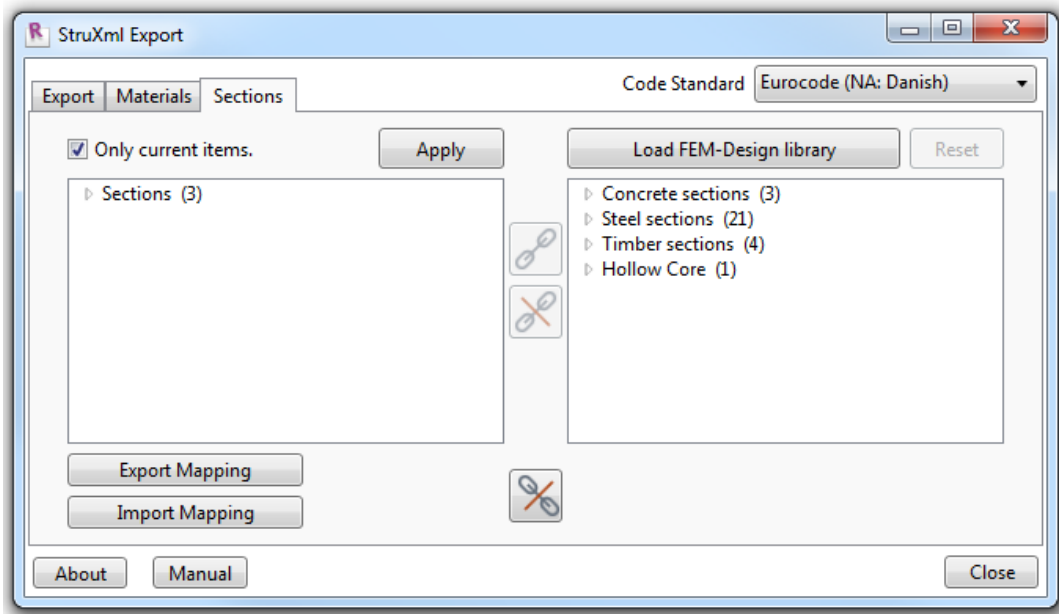 StruXml Export
Code Standard Eurocode (NA: Danish)
Export Materials Sections
Only current items. Apply Load FEM-Design library Reset
Sections (3)
Concrete sections (3)
Steel sections (21)
Timber sections (4)
Hollow Core (1)
Export Mapping
Import Mapping
About Manual Close